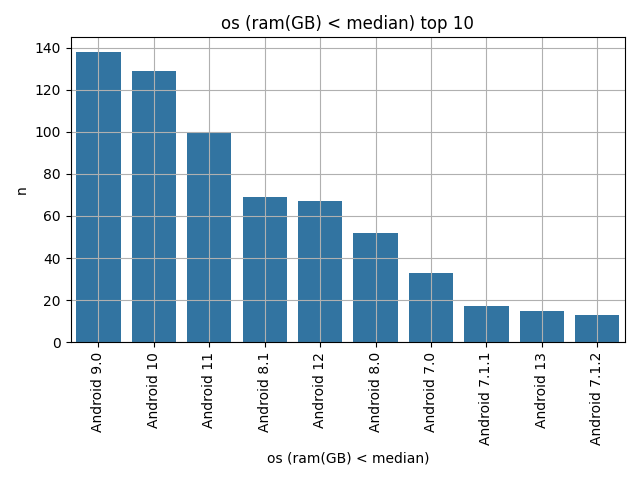 os (ram(GB) < median) top 10
140
120
100
80
60
40
20
0
n
Android 9.0
Android 10
Android 11
Android 8.1
Android 12
Android 8.0
Android 7.0
Android 7.1.1
Android 13
Android 7.1.2
os (ram(GB) < median)